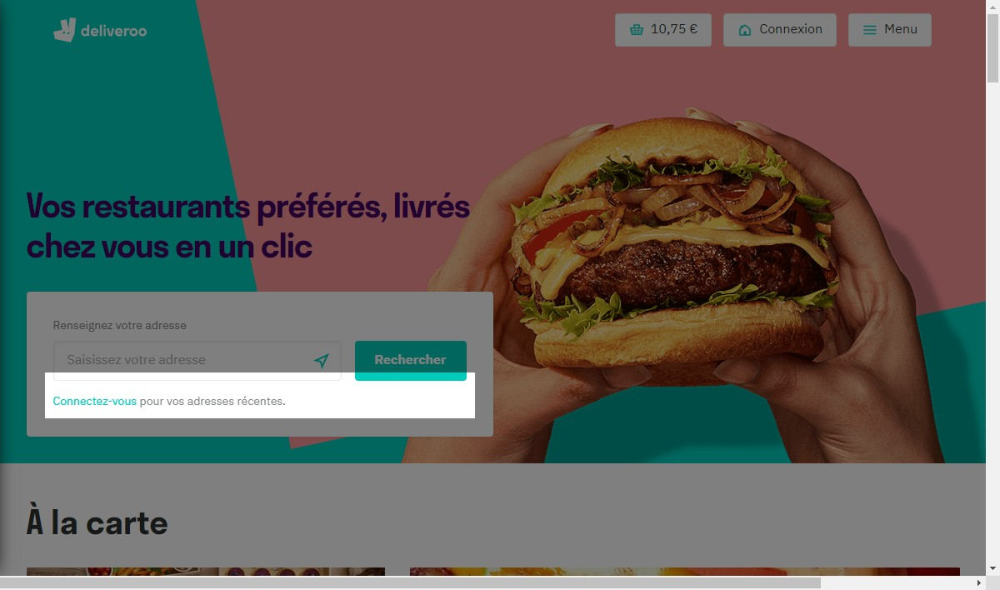 deliveroo
10,75 €
Connexion
Menu
Vos restaurants préférés, livrés
chez vous en un clic
Renseignez votre adresse
Saisissez votre adresse
Rechercher
Connectez-vous pour vos adresses récentes.
À la carte